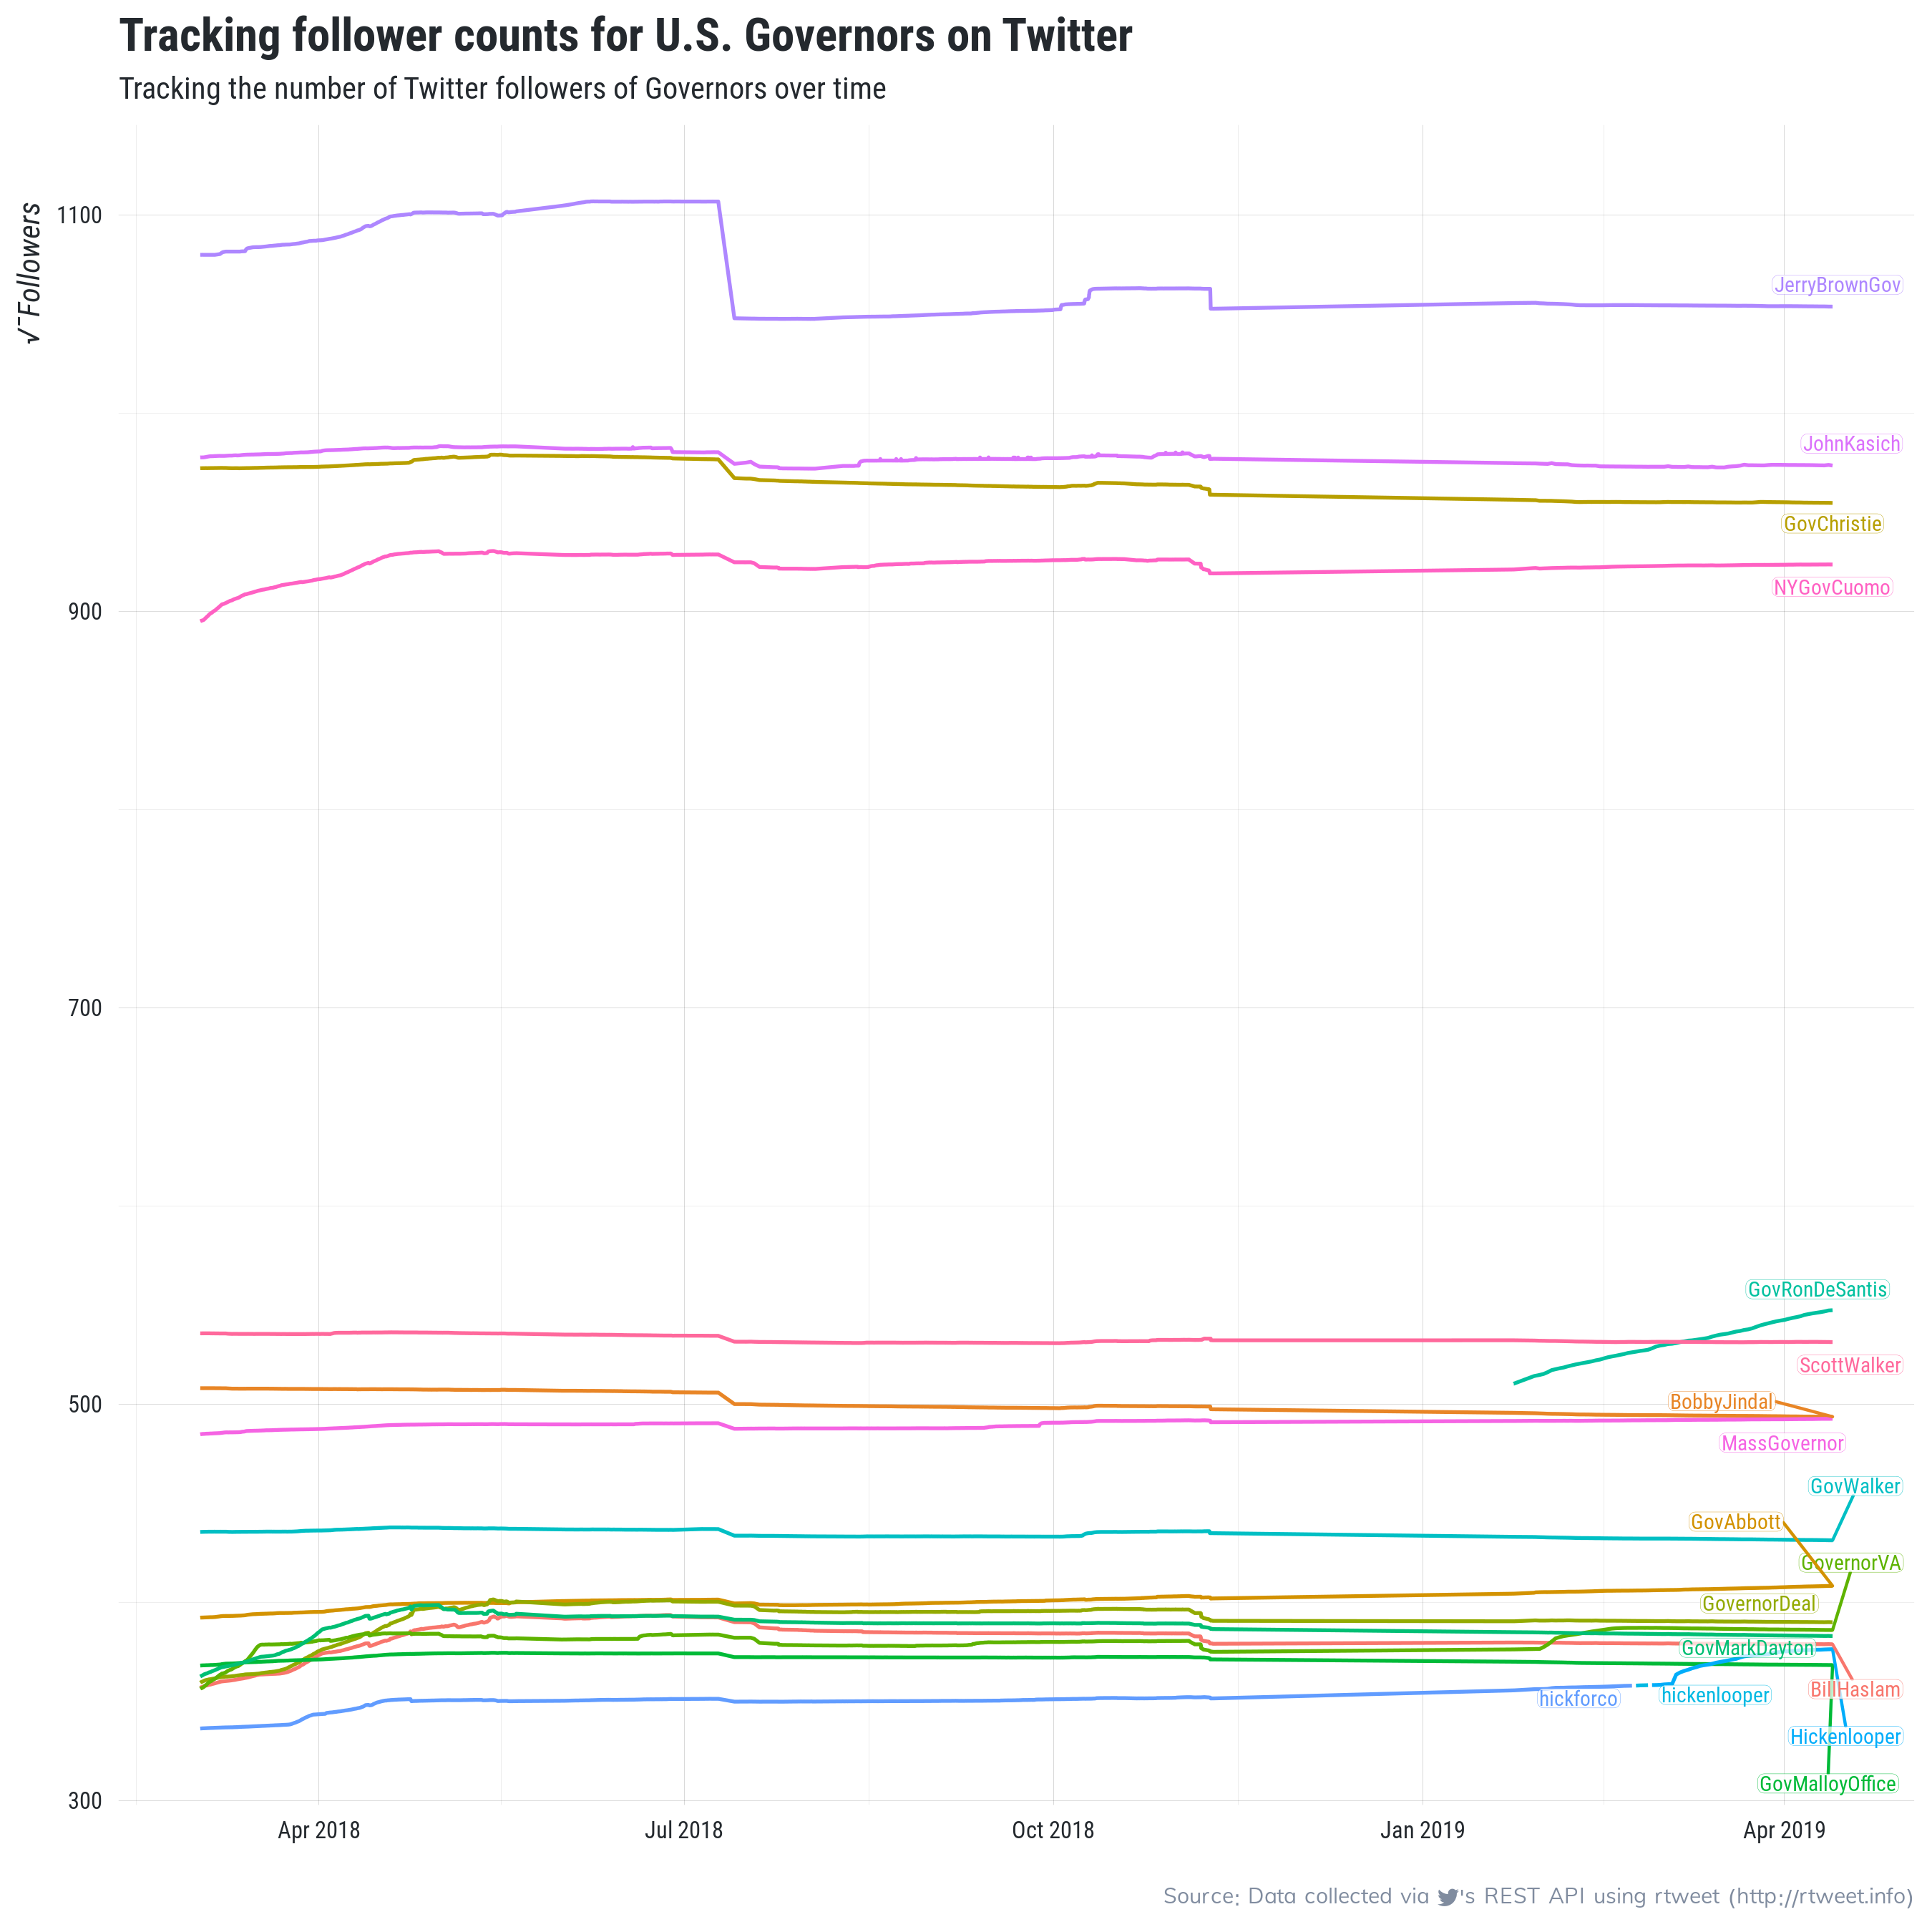 Tracking follower counts for U.S. Governors on Twitter
Tracking the number of Twitter followers of Governors over time
√¯Followers
1100
900
700
500
300
JerryBrownGov
JohnKasich
GovChristie
NYGovCuomo
GovRonDeSantis
ScottWalker
BobbyJindal
MassGovernor
GovWalker
GovAbbott
GovernorVA
GovernorDeal
GovMarkDayton
BillHaslam
hickforco
hickenlooper
Hickenlooper
GovMalloyOffice
Apr 2018
Jul 2018
Oct 2018
Jan 2019
Apr 2019
Source: Data collected via 's REST API using rtweet (http://rtweet.info)